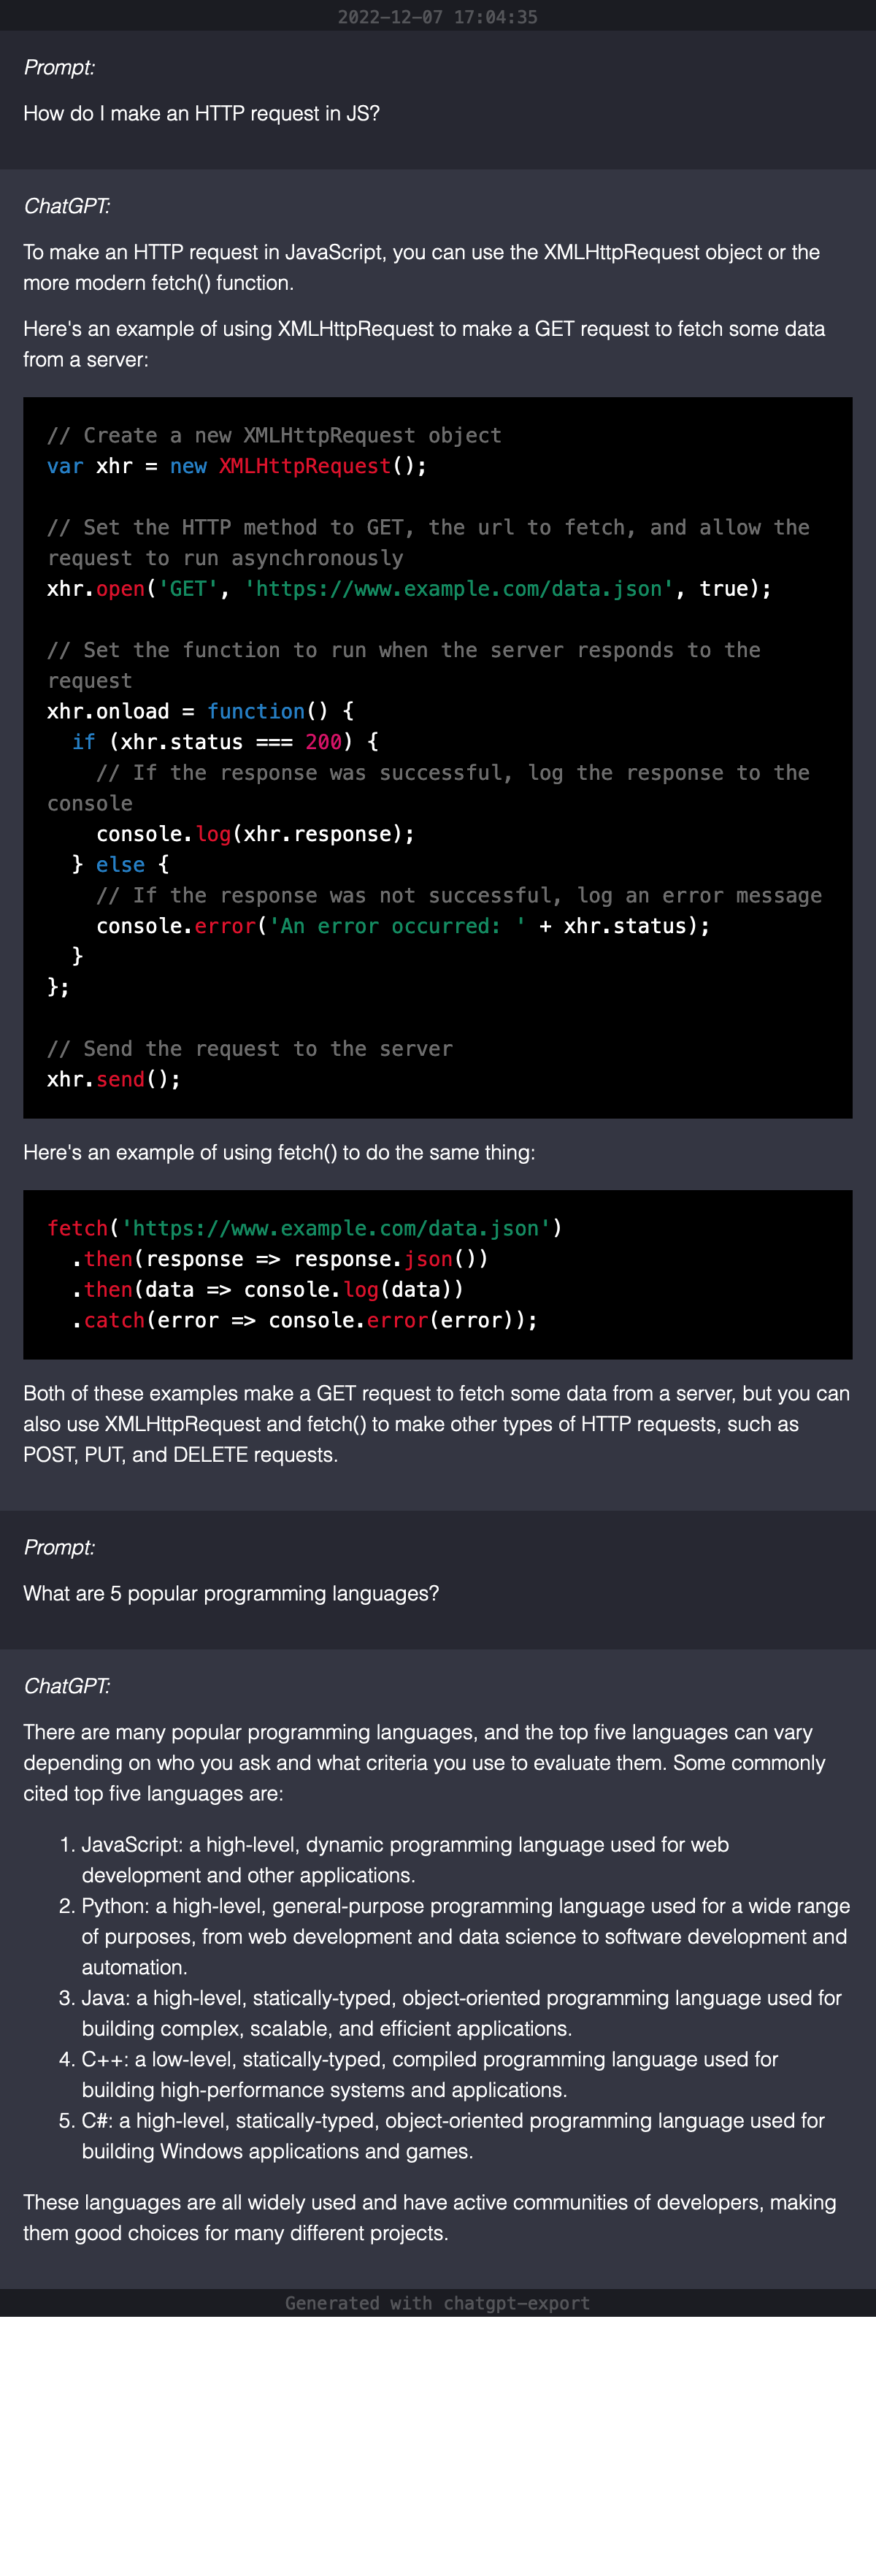 2022-12-07 17:04:35
Prompt:
How do I make an HTTP request in JS?
ChatGPT:
To make an HTTP request in JavaScript, you can use the XMLHttpRequest object or the
more modern fetch() function.
Here's an example of using XMLHttpRequest to make a GET request to fetch some data
from a server:
// Create a new XMLHttpRequest object
var xhr = new XMLHttpRequest();
// Set the HTTP method to GET, the url to fetch, and allow the
request to run asynchronously
xhr.open('GET', 'https://www.example.com/data.json', true);
// Set the function to run when the server responds to the
request
xhr.onload = function() {
  if (xhr.status === 200) {
    // If the response was successful, log the response to the
console
    console.log(xhr.response);
  } else {
    // If the response was not successful, log an error message
    console.error('An error occurred: ' + xhr.status);
  }
};
// Send the request to the server
xhr.send();
Here's an example of using fetch() to do the same thing:
fetch('https://www.example.com/data.json')
  .then(response => response.json())
  .then(data => console.log(data))
  .catch(error => console.error(error));
Both of these examples make a GET request to fetch some data from a server, but you can
also use XMLHttpRequest and fetch() to make other types of HTTP requests, such as
POST, PUT, and DELETE requests.
Prompt:
What are 5 popular programming languages?
ChatGPT:
There are many popular programming languages, and the top five languages can vary
depending on who you ask and what criteria you use to evaluate them. Some commonly
cited top five languages are:
1. JavaScript: a high-level, dynamic programming language used for web
development and other applications.
2. Python: a high-level, general-purpose programming language used for a wide range
of purposes, from web development and data science to software development and
automation.
3. Java: a high-level, statically-typed, object-oriented programming language used for
building complex, scalable, and efficient applications.
4. C++: a low-level, statically-typed, compiled programming language used for
building high-performance systems and applications.
5. C#: a high-level, statically-typed, object-oriented programming language used for
building Windows applications and games.
These languages are all widely used and have active communities of developers, making
them good choices for many different projects.
Generated with chatgpt-export